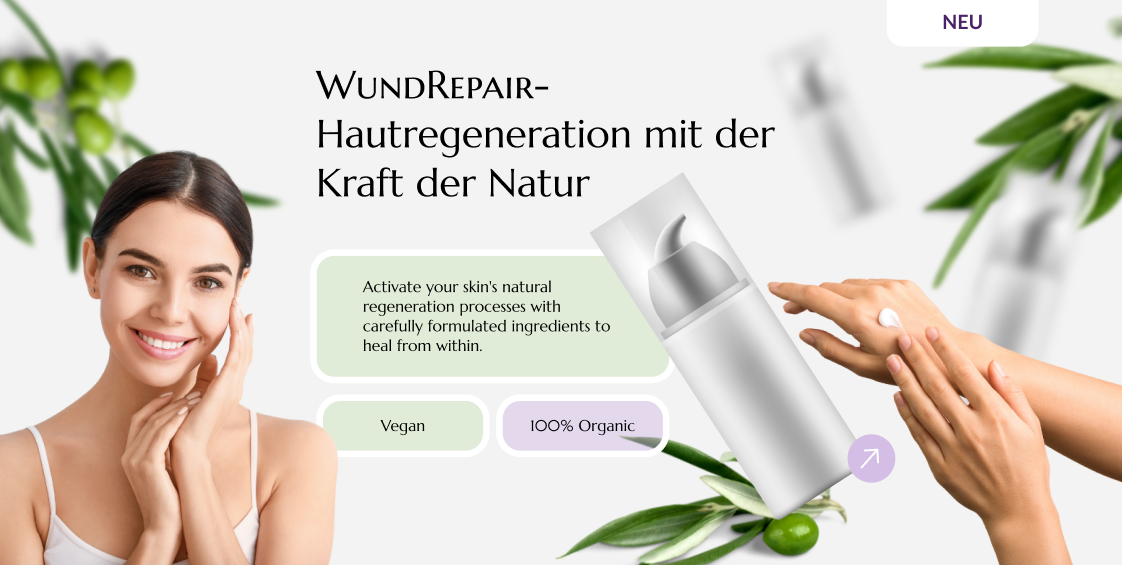 NEU
WundRepair-
Hautregeneration mit der
Kraft der Natur
Activate your skin's natural
regeneration processes with
carefully formulated ingredients to
heal from within.
Vegan
100% Organic